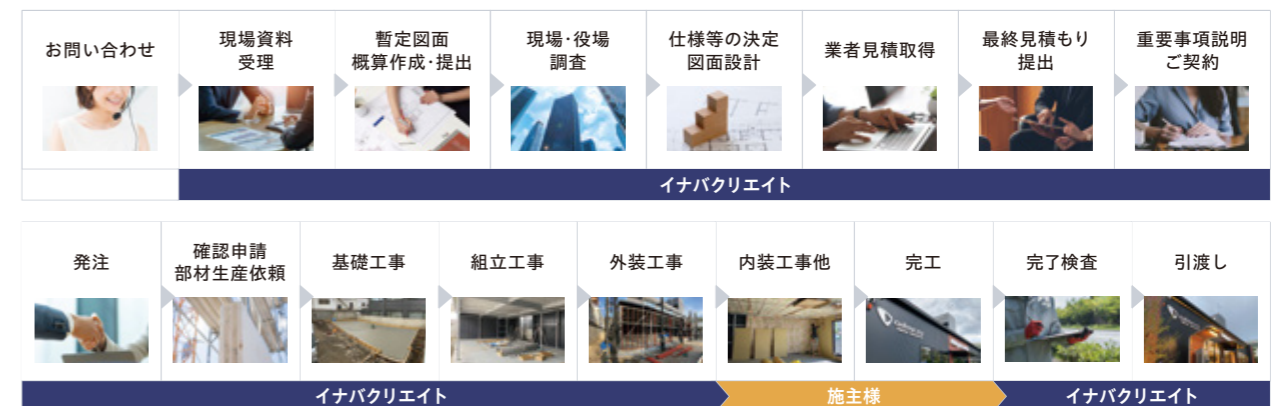 お問い合わせ
現場資料
受理
暫定図面
概算作成・提出
現場・役場
調査
仕様等の決定
図面設計
業者見積取得
最終見積もり
提出
重要事項説明
ご契約
イナバクリエイト
発注
確認申請
部材生産依頼
基礎工事
組立工事
外装工事
内装工事他
完工
完了検査
引渡し
イナバクリエイト
施主様
イナバクリエイト